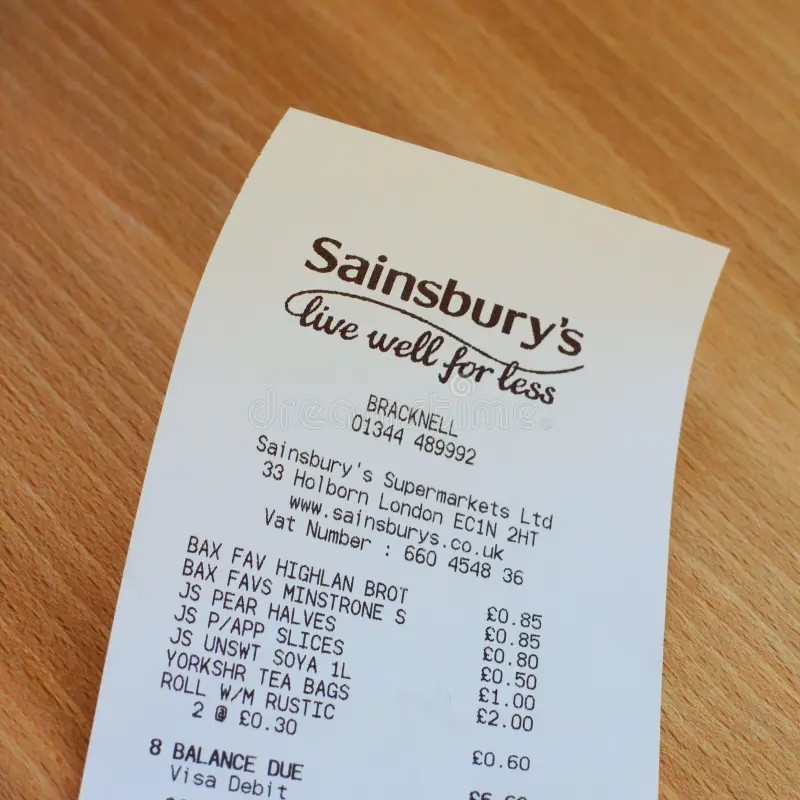 Sainsbury's
live well for less
BRACKNELL
01344 489992
Sainsbury's Supermarkets Ltd
33 Holborn London EC1N 2HT
www.sainsburys.co.uk
Vat Number : 660 4548 36
BAX FAV HIGHLAN BROT £0.85
BAX FAVS MINSTRONE S £0.85
JS PEAR HALVES £0.80
JS P/APP SLICES £0.50
JS UNSWT SOYA 1L £1.00
YORKSHR TEA BAGS £2.00
ROLL W/M RUSTIC
2 @ £0.30 £0.60
8 BALANCE DUE
Visa Debit
dreamstime